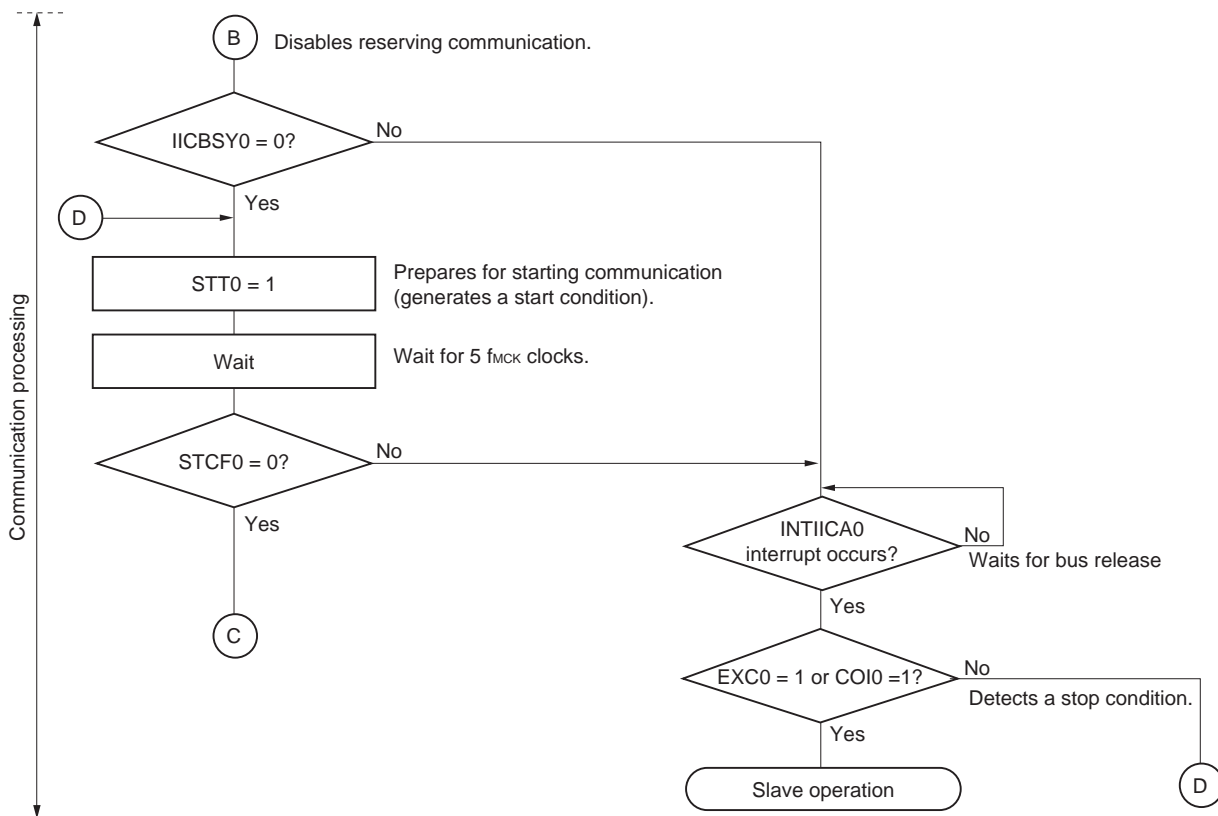 B
Disables reserving communication.
IICBSY0 = 0?
No
Yes
D
STT0 = 1
Prepares for starting communication
(generates a start condition).
Wait
Wait for 5 fMCK clocks.
STCF0 = 0?
No
Yes
C
INTIICA0
interrupt occurs?
No
Waits for bus release
Yes
EXC0 = 1 or COI0 =1?
No
Detects a stop condition.
Yes
Slave operation
D
Communication processing